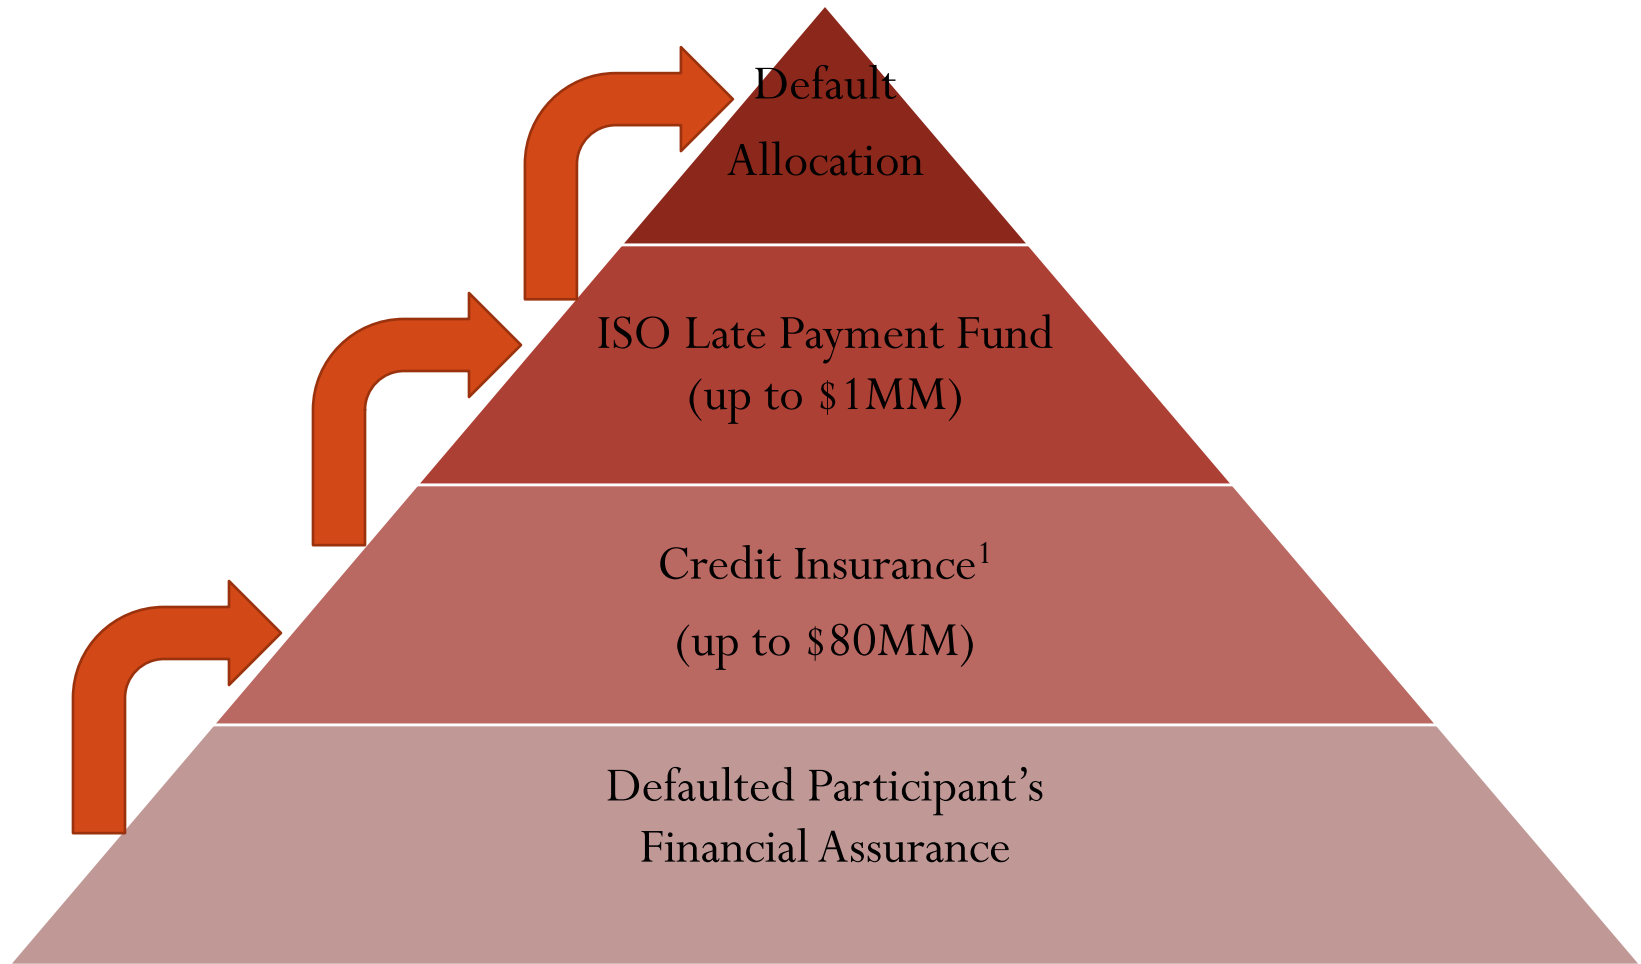 Default
Allocation
ISO Late Payment Fund
(up to $1MM)
Credit Insurance¹
(up to $80MM)
Defaulted Participant’s
Financial Assurance